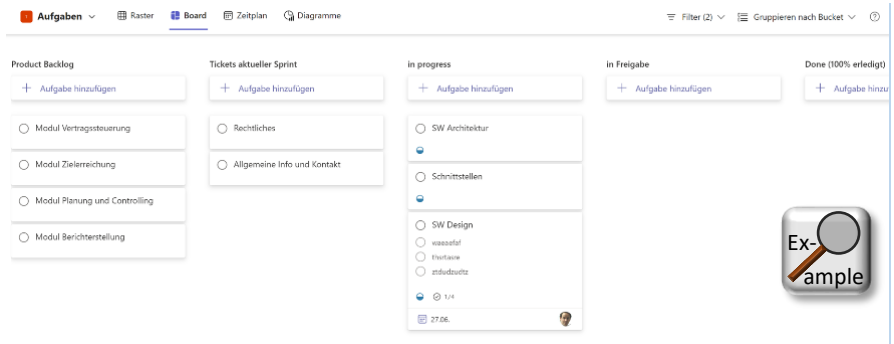 Aufgaben
Raster
Board
Zeitplan
Diagramme
Filter (2)
Gruppieren nach Bucket
Product Backlog
Aufgabe hinzufügen
Modul Vertragssteuerung
Modul Zielerreichung
Modul Planung und Controlling
Modul Berichterstellung
Tickets aktueller Sprint
Aufgabe hinzufügen
Rechtliches
Allgemeine Info und Kontakt
in progress
Aufgabe hinzufügen
SW Architektur
Schnittstellen
SW Design
1/4
27.06.
in Freigabe
Aufgabe hinzufügen
Done (100% erledigt)
Aufgabe hinzu
Ex-
ample